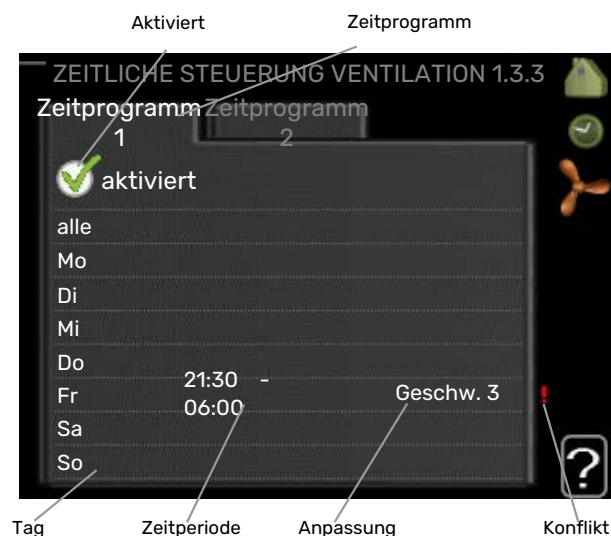 Aktiviert
Zeitprogramm
ZEITLICHE STEUERUNG VENTILATION 1.3.3
Zeitprogramm
1
Zeitprogramm
2
aktiviert
alle
Mo
Di
Mi
Do
Fr
21:30 -
06:00
Geschw. 3
!
Sa
So
?
Tag
Zeitperiode
Anpassung
Konflikt